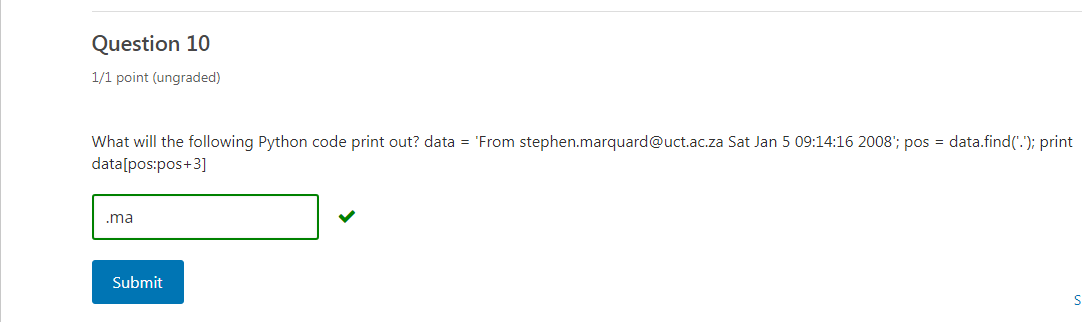 Question 10
1/1 point (ungraded)
What will the following Python code print out? data = 'From stephen.marquard@uct.ac.za Sat Jan 5 09:14:16 2008'; pos = data.find('.'); print
data[pos:pos+3]
.ma
Submit
S